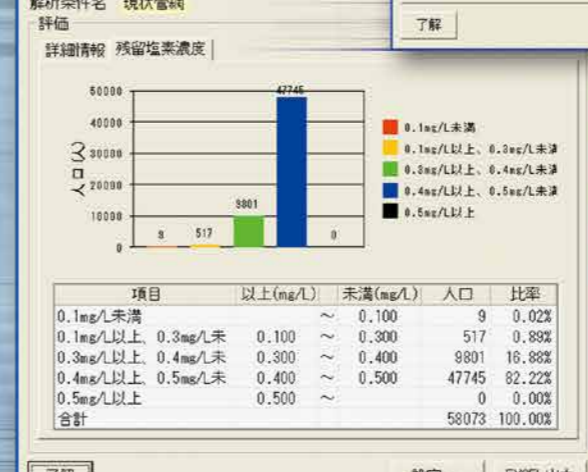 解析条件名 現状管網
了解
評価
詳細情報 残留塩素濃度
人口(人)
50000
40000
30000
20000
10000
0
9
517
9801
47745
0
0.1mg/L未満
0.1mg/L以上、0.3mg/L未満
0.3mg/L以上、0.4mg/L未満
0.4mg/L以上、0.5mg/L未満
0.5mg/L以上
項目 以上(mg/L) 未満(mg/L) 人口 比率
0.1mg/L未満 ~ 0.100 9 0.02%
0.1mg/L以上、0.3mg/L未 0.100 ~ 0.300 517 0.89%
0.3mg/L以上、0.4mg/L未 0.300 ~ 0.400 9801 16.88%
0.4mg/L以上、0.5mg/L未 0.400 ~ 0.500 47745 82.22%
0.5mg/L以上 0.500 ~ 0 0.00%
合計 58073 100.00%
了解